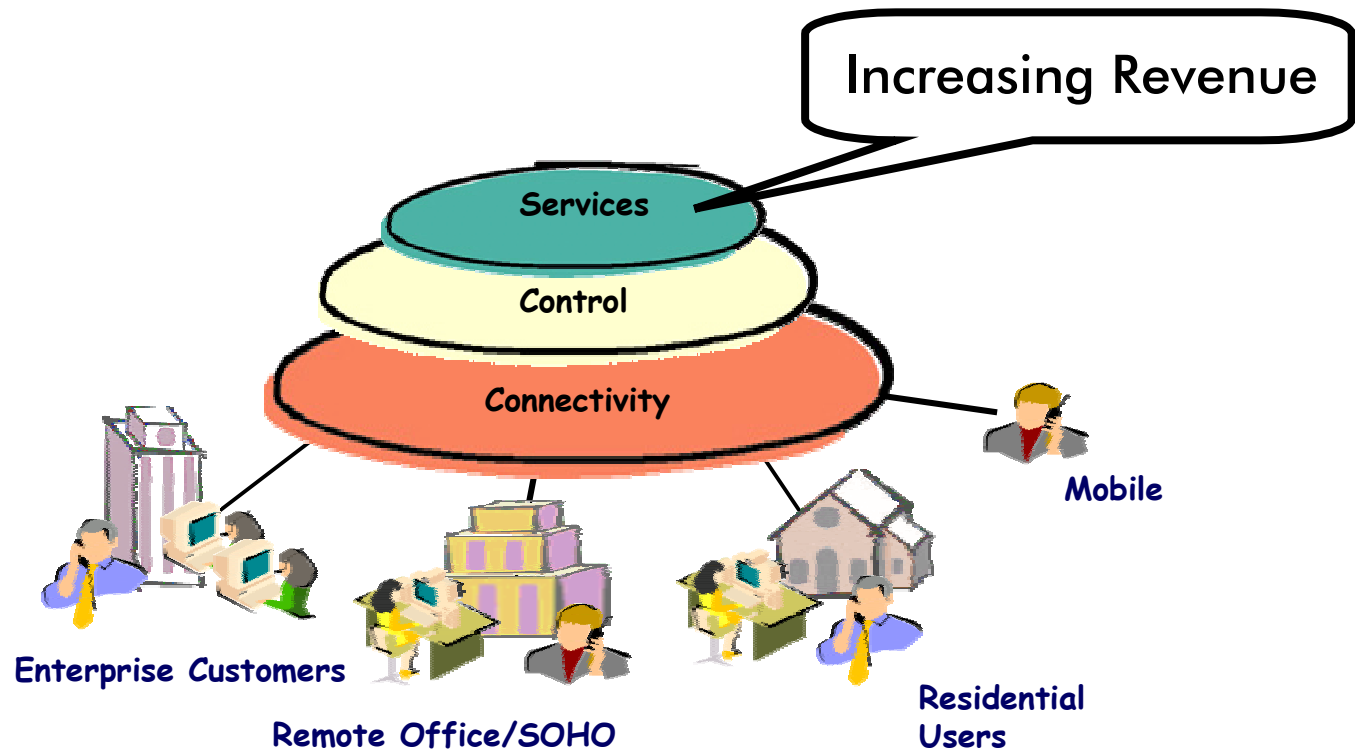 Increasing Revenue
Services
Control
Connectivity
Mobile
Enterprise Customers
Remote Office/SOHO
Residential
Users